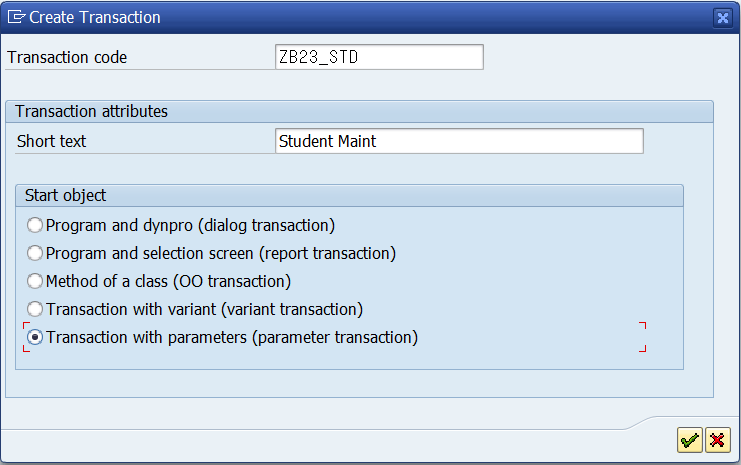 Create Transaction
Transaction code ZB23_STD
Transaction attributes
Short text Student Maint
Start object
Program and dynpro (dialog transaction)
Program and selection screen (report transaction)
Method of a class (OO transaction)
Transaction with variant (variant transaction)
Transaction with parameters (parameter transaction)